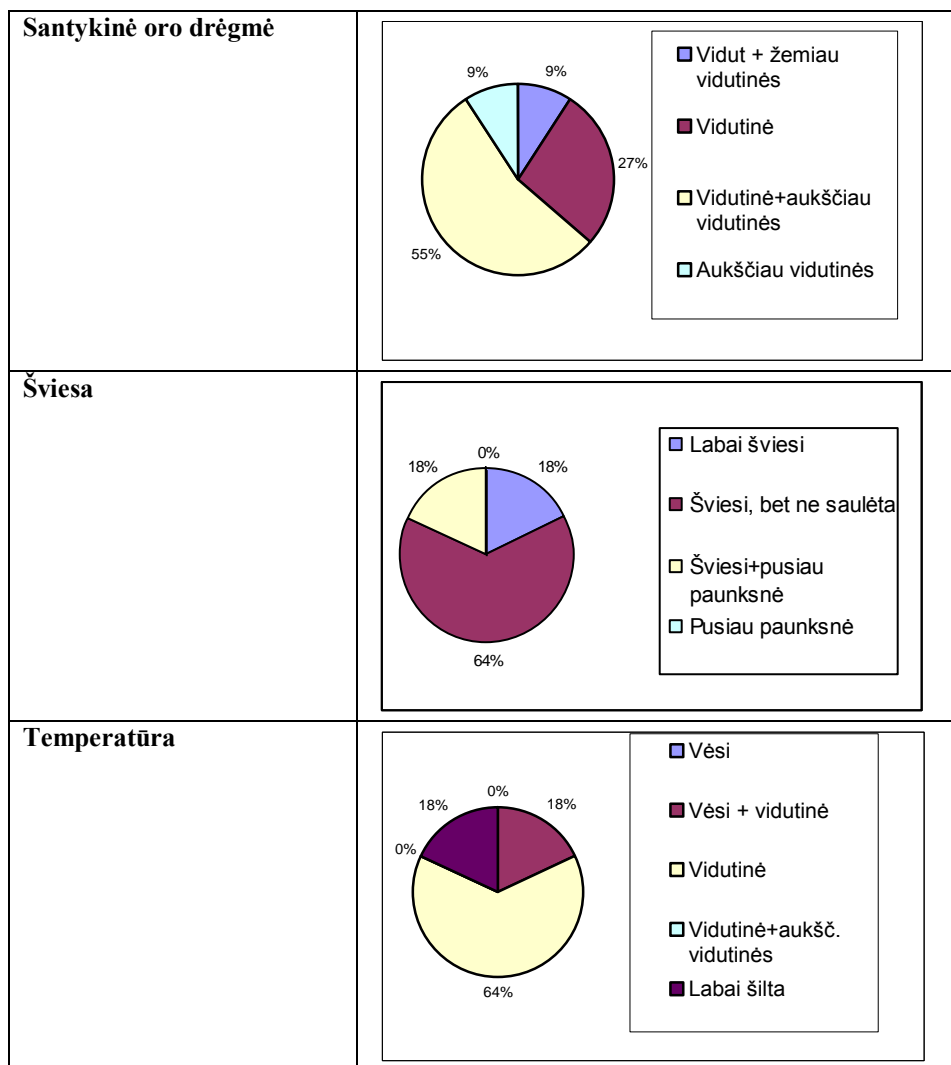 Santykinė oro drėgmė
9%
9%
27%
55%
Vidut + žemiau
vidutinės
Vidutinė
Vidutinė+aukščiau
vidutinės
Aukščiau vidutinės
Šviesa
0%
18%
18%
64%
Labai šviesi
Šviesi, bet ne saulėta
Šviesi+pusiau
paunksnė
Pusiau paunksnė
Temperatūra
0%
18%
18%
0%
64%
Vėsi
Vėsi + vidutinė
Vidutinė
Vidutinė+aukšč.
vidutinės
Labai šilta